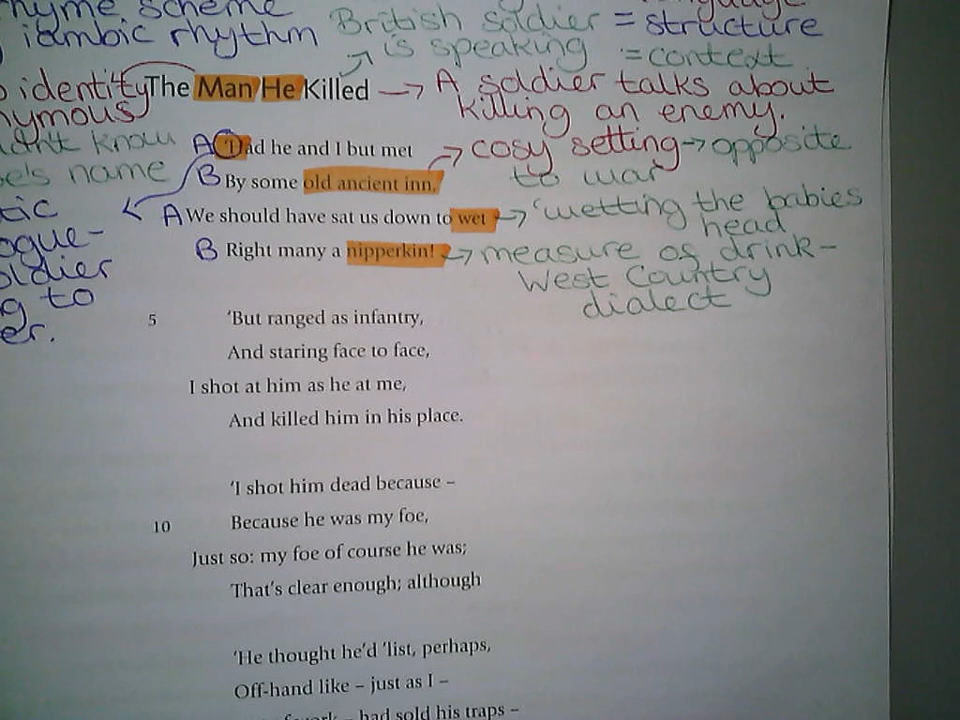 rhyme scheme
iambic rhythm
British soldier
is speaking
= structure
= context
identity
The Man He Killed
A soldier talks about
killing an enemy.
know
name
A 'Had he and I but met
cosy setting → opposite
to war
B By some old ancient inn,
A We should have sat us down to wet
'wetting the babies
head
B Right many a nipperkin!
measure of drink -
West Country
dialect
g to
er.
5 'But ranged as infantry,
And staring face to face,
I shot at him as he at me,
And killed him in his place.
'I shot him dead because –
10 Because he was my foe,
Just so: my foe of course he was;
That's clear enough; although
'He thought he'd 'list, perhaps,
Off-hand like – just as I –
had sold his traps –